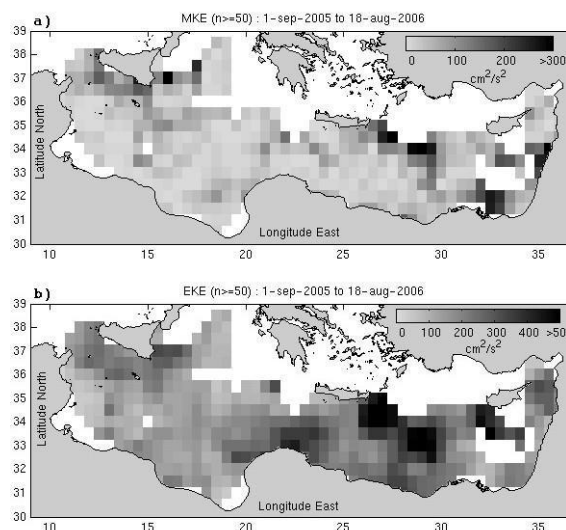 MKE (n>=50) : 1-sep-2005 to 18-aug-2006
a)
39
38
37
36
35
34
33
32
31
30
0 100 200 >300
cm²/s²
Latitude North
Longitude East
10 15 20 25 30 35
EKE (n>=50) : 1-sep-2005 to 18-aug-2006
b)
39
38
37
36
35
34
33
32
31
30
0 100 200 300 400 >50
cm²/s²
Latitude North
Longitude East
10 15 20 25 30 35